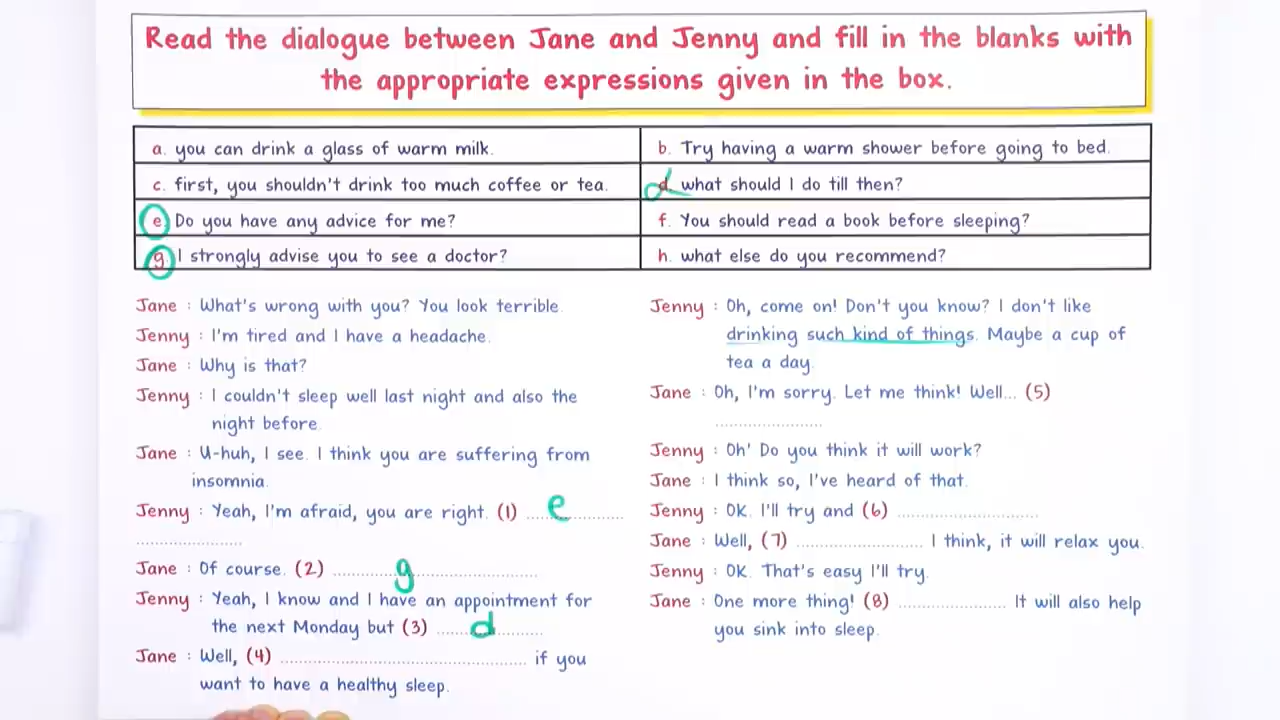 Read the dialogue between Jane and Jenny and fill in the blanks with
the appropriate expressions given in the box.
a. you can drink a glass of warm milk.
b. Try having a warm shower before going to bed.
c. first, you shouldn't drink too much coffee or tea.
d. what should I do till then?
e. Do you have any advice for me?
f. You should read a book before sleeping?
g. I strongly advise you to see a doctor?
h. what else do you recommend?
Jane : What's wrong with you? You look terrible.
Jenny : I'm tired and I have a headache.
Jane : Why is that?
Jenny : I couldn't sleep well last night and also the
night before.
Jane : U-huh, I see. I think you are suffering from
insomnia.
Jenny : Yeah, I'm afraid, you are right. (1) .... e ..........
......................
Jane : Of course. (2) ............ g ......................
Jenny : Yeah, I know and I have an appointment for
the next Monday but (3) ....... d ..........
Jane : Well, (4) .................................................. if you
want to have a healthy sleep.
Jenny : Oh, come on! Don't you know? I don't like
drinking such kind of things. Maybe a cup of
tea a day.
Jane : Oh, I'm sorry. Let me think! Well... (5)
......................
Jenny : Oh' Do you think it will work?
Jane : I think so, I've heard of that.
Jenny : OK. I'll try and (6) .............................
Jane : Well, (7) .......................... I think, it will relax you.
Jenny : OK. That's easy I'll try.
Jane : One more thing! (8) ...................... It will also help
you sink into sleep.